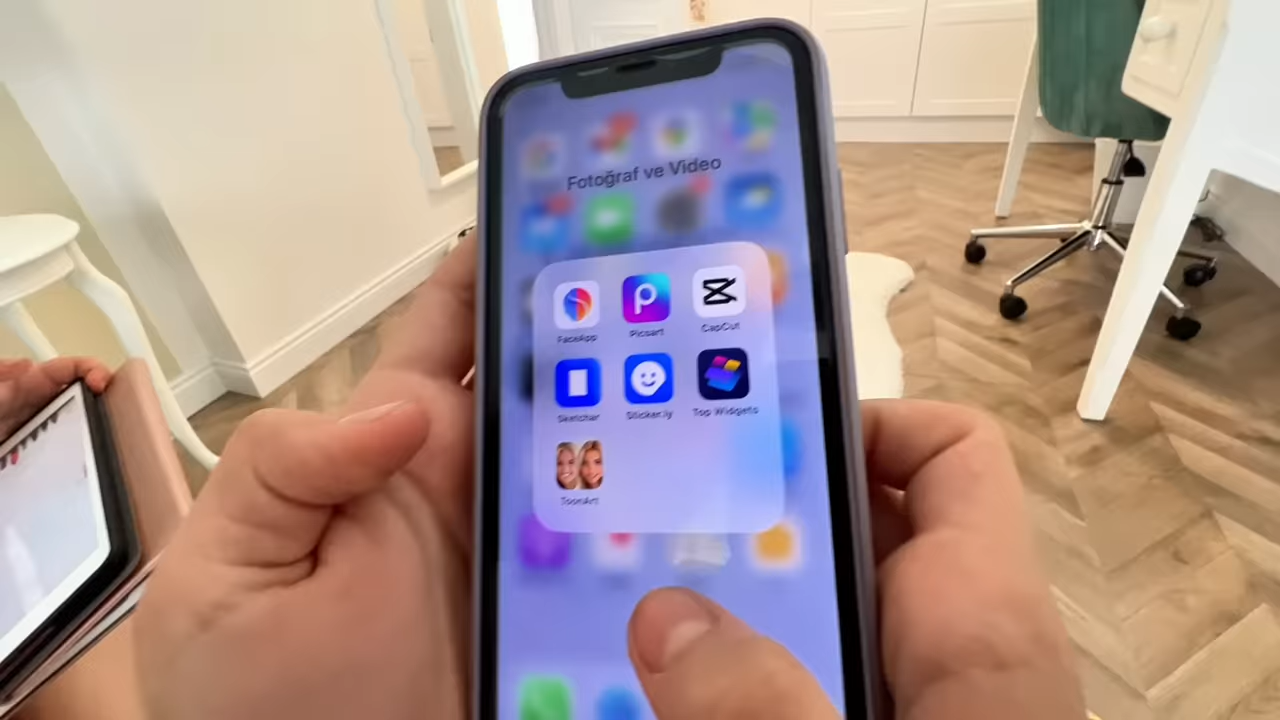 Fotoğraf ve Video
FaceApp
Picsart
CapCut
Sketchar
Sticker.ly
Top Widgets
ToonArt